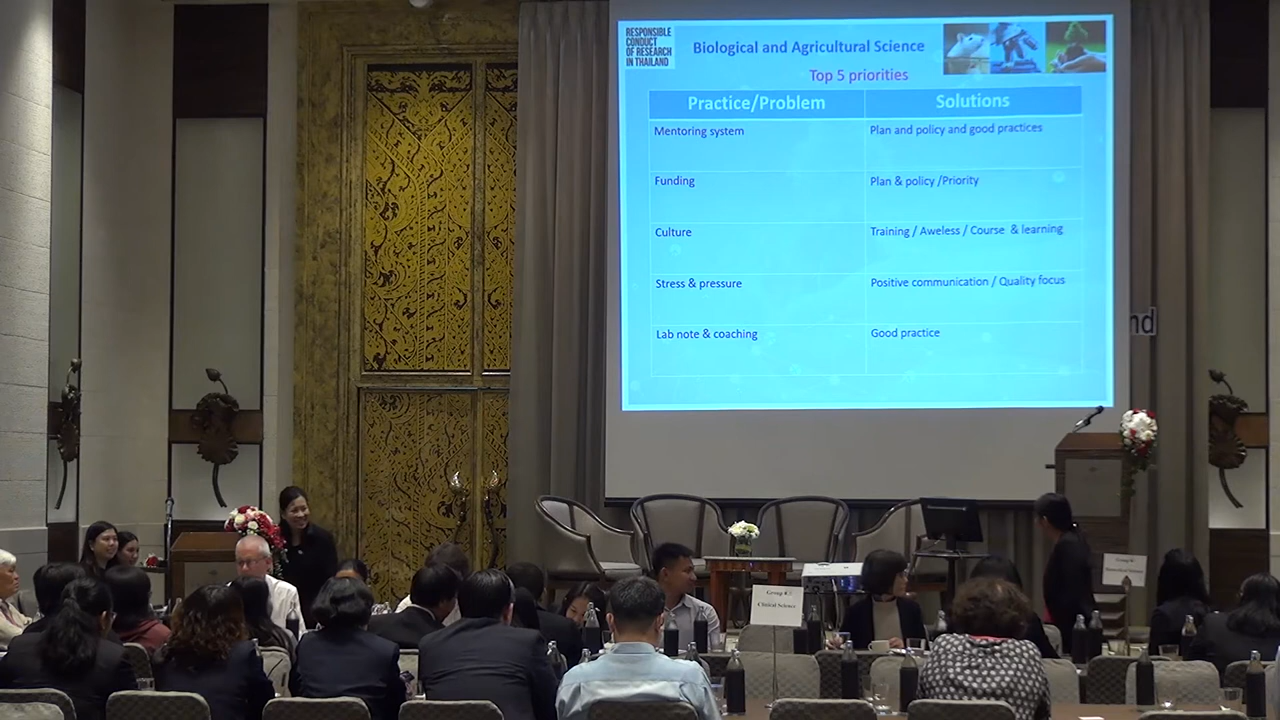 RESPONSIBLE
CONDUCT
OF RESEARCH
IN THAILAND
Biological and Agricultural Science
Top 5 priorities
Practice/Problem Solutions
Mentoring system Plan and policy and good practices
Funding Plan & policy /Priority
Culture Training / Aweless / Course & learning
Stress & pressure Positive communication / Quality focus
Lab note & coaching Good practice
nd
Clinical Science
Biomedical Science